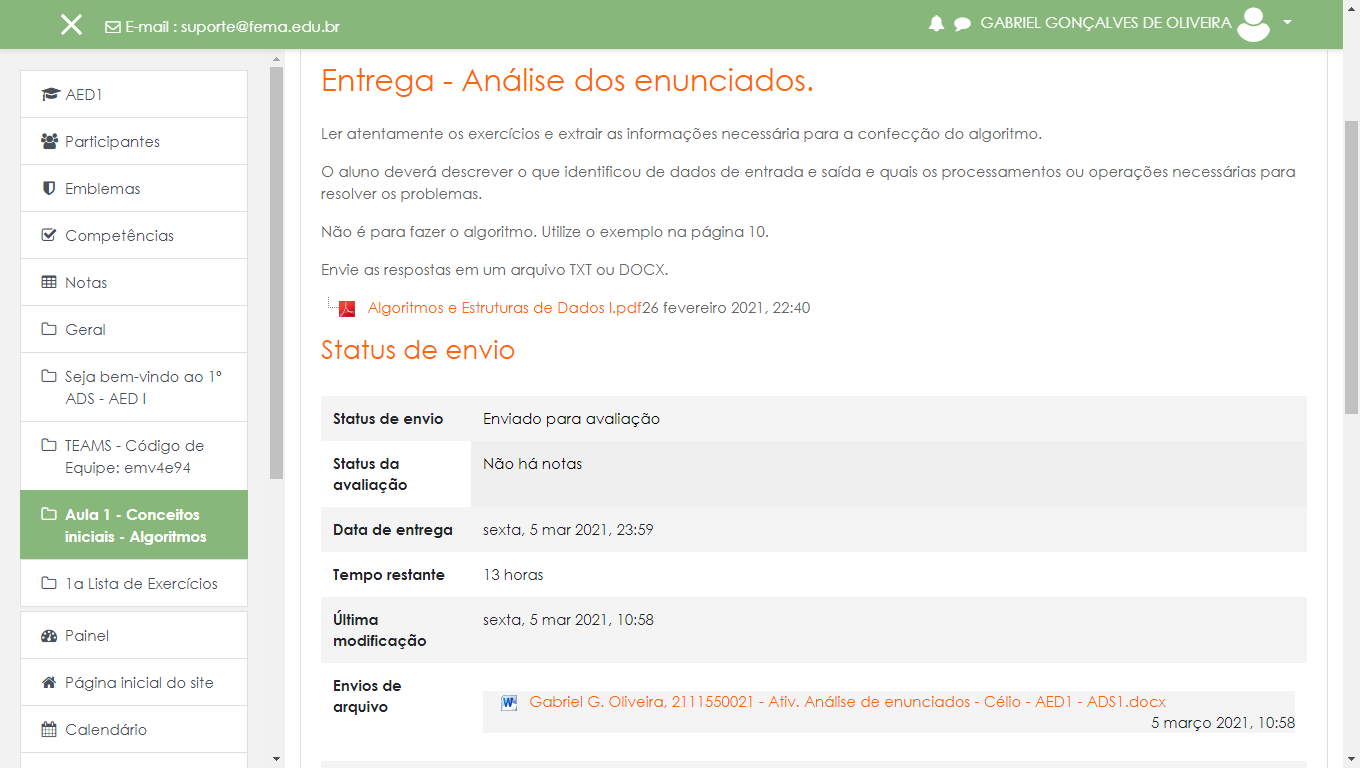 E-mail : suporte@fema.edu.br
GABRIEL GONÇALVES DE OLIVEIRA
AED1
Participantes
Emblemas
Competências
Notas
Geral
Seja bem-vindo ao 1º
ADS - AED I
TEAMS - Código de
Equipe: emv4e94
Aula 1 - Conceitos
iniciais - Algoritmos
1a Lista de Exercícios
Painel
Página inicial do site
Calendário
Entrega - Análise dos enunciados.
Ler atentamente os exercícios e extrair as informações necessária para a confecção do algoritmo.
O aluno deverá descrever o que identificou de dados de entrada e saída e quais os processamentos ou operações necessárias para
resolver os problemas.
Não é para fazer o algoritmo. Utilize o exemplo na página 10.
Envie as respostas em um arquivo TXT ou DOCX.
Algoritmos e Estruturas de Dados I.pdf26 fevereiro 2021, 22:40
Status de envio
Status de envio Enviado para avaliação
Status da
avaliação
Não há notas
Data de entrega sexta, 5 mar 2021, 23:59
Tempo restante 13 horas
Última
modificação
sexta, 5 mar 2021, 10:58
Envios de
arquivo
Gabriel G. Oliveira, 2111550021 - Ativ. Análise de enunciados - Célio - AED1 - ADS1.docx
5 março 2021, 10:58